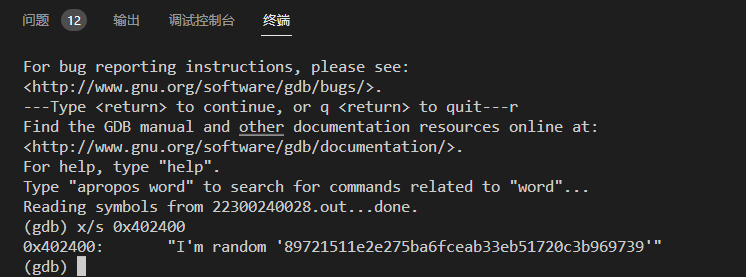 问题 12 输出 调试控制台 终端
For bug reporting instructions, please see:
<http://www.gnu.org/software/gdb/bugs/>.
---Type <return> to continue, or q <return> to quit---r
Find the GDB manual and other documentation resources online at:
<http://www.gnu.org/software/gdb/documentation/>.
For help, type "help".
Type "apropos word" to search for commands related to "word"...
Reading symbols from 22300240028.out...done.
(gdb) x/s 0x402400
0x402400:       "I'm random '89721511e2e275ba6fceab33eb51720c3b969739'"
(gdb)